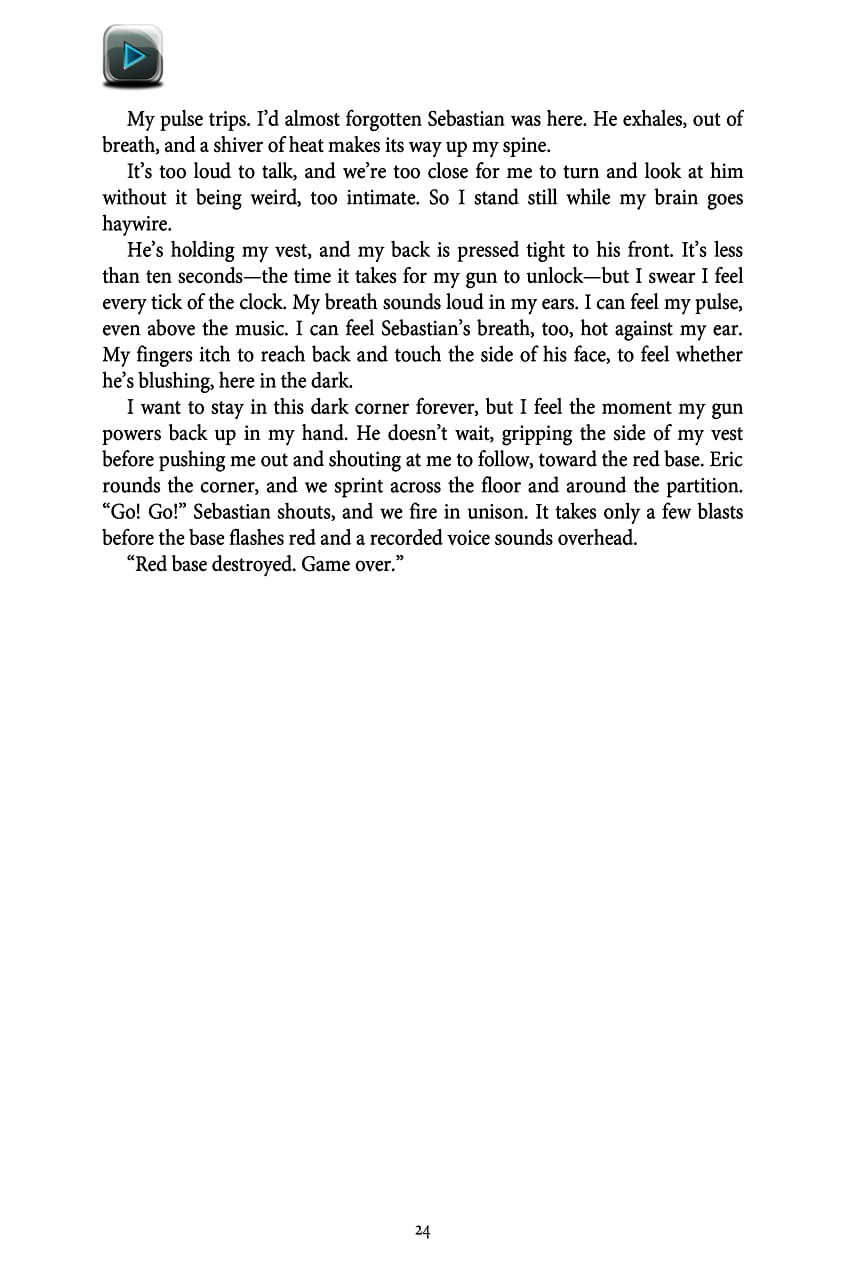 My pulse trips. I’d almost forgotten Sebastian was here. He exhales, out of
breath, and a shiver of heat makes its way up my spine.
It’s too loud to talk, and we’re too close for me to turn and look at him
without it being weird, too intimate. So I stand still while my brain goes
haywire.
He’s holding my vest, and my back is pressed tight to his front. It’s less
than ten seconds—the time it takes for my gun to unlock—but I swear I feel
every tick of the clock. My breath sounds loud in my ears. I can feel my pulse,
even above the music. I can feel Sebastian’s breath, too, hot against my ear.
My fingers itch to reach back and touch the side of his face, to feel whether
he’s blushing, here in the dark.
I want to stay in this dark corner forever, but I feel the moment my gun
powers back up in my hand. He doesn’t wait, gripping the side of my vest
before pushing me out and shouting at me to follow, toward the red base. Eric
rounds the corner, and we sprint across the floor and around the partition.
“Go! Go!” Sebastian shouts, and we fire in unison. It takes only a few blasts
before the base flashes red and a recorded voice sounds overhead.
“Red base destroyed. Game over.”
24